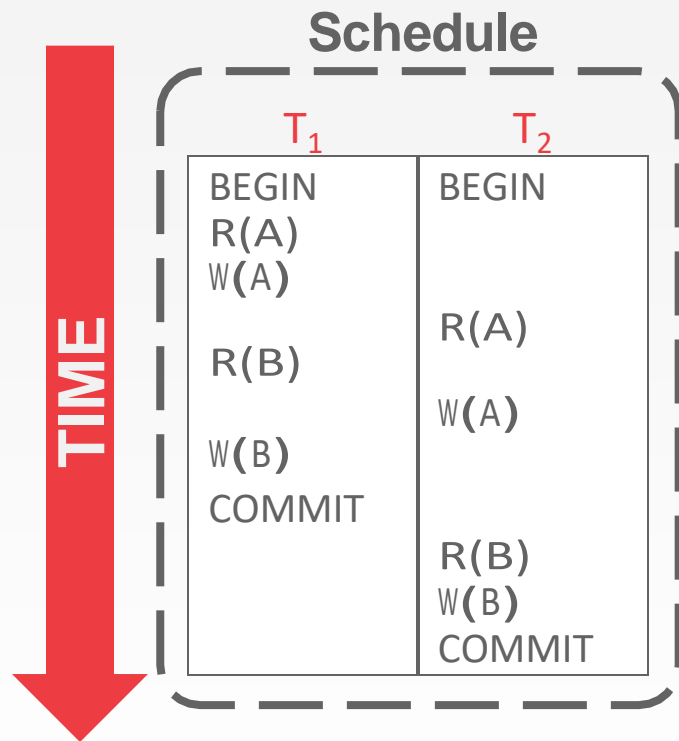 Schedule
TIME
T₁ T₂
BEGIN BEGIN
R(A)
W(A)
R(A)
R(B)
W(A)
W(B)
COMMIT
R(B)
W(B)
COMMIT